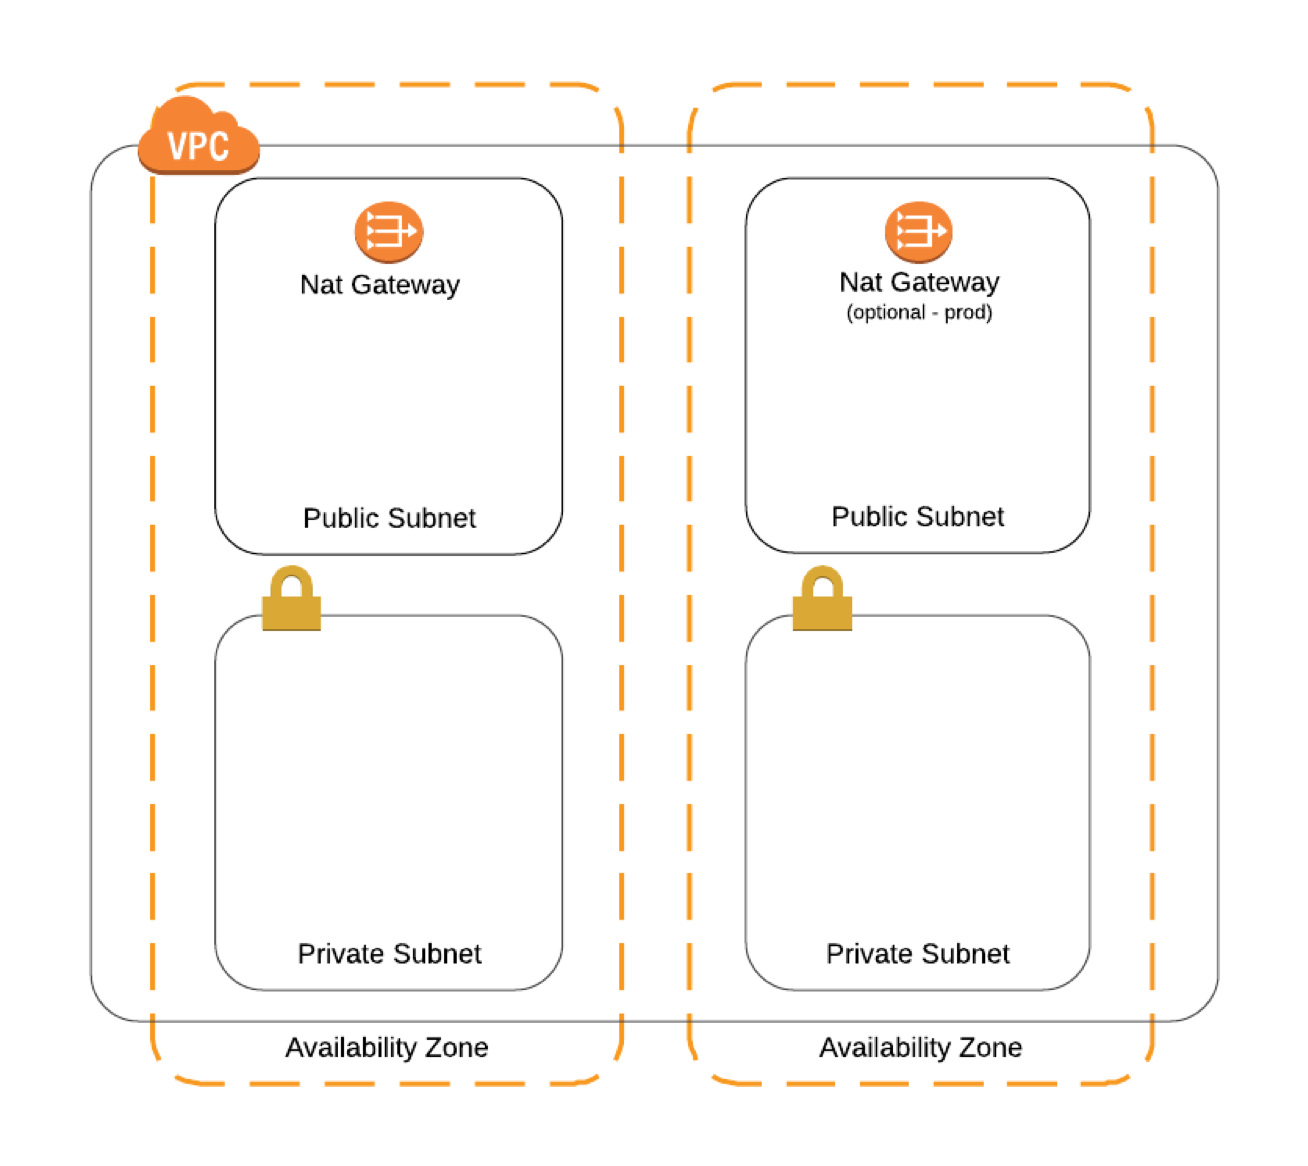 VPC
Nat Gateway
Nat Gateway
(optional - prod)
Public Subnet
Public Subnet
Private Subnet
Private Subnet
Availability Zone
Availability Zone